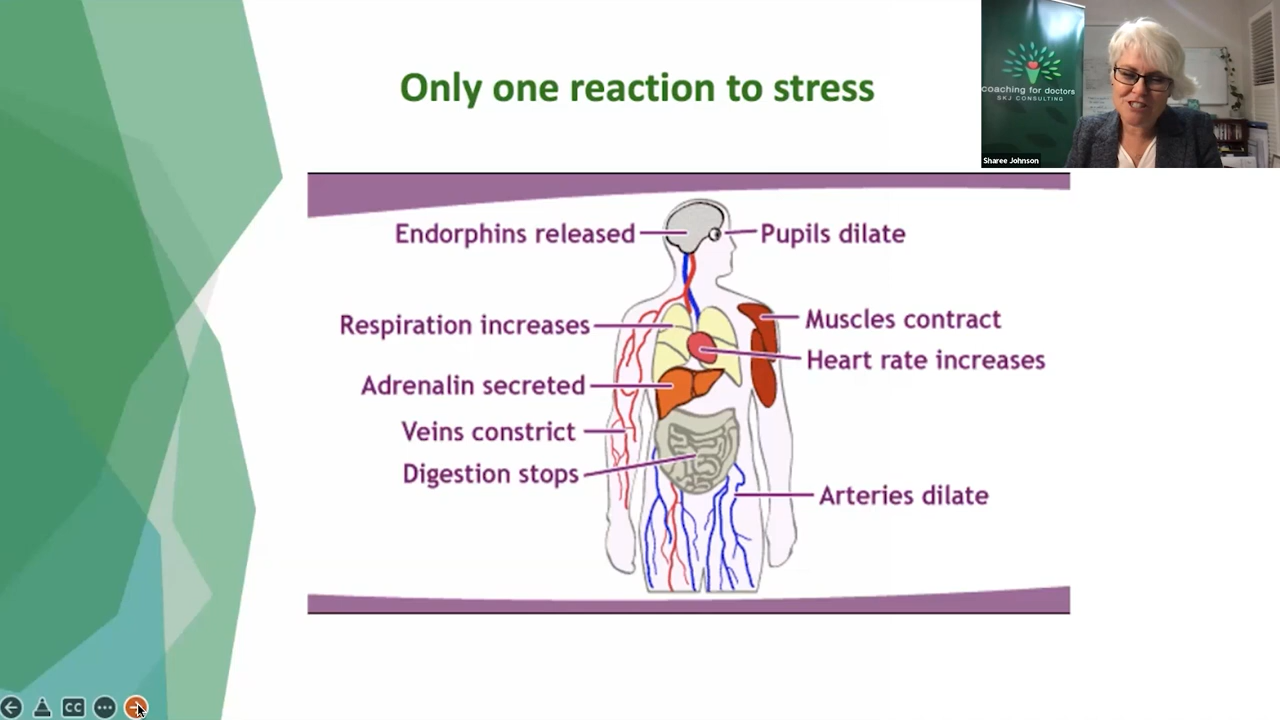 Only one reaction to stress
coaching for doctors
SKJ CONSULTING
Sharee Johnson
Endorphins released
Pupils dilate
Respiration increases
Muscles contract
Heart rate increases
Adrenalin secreted
Veins constrict
Digestion stops
Arteries dilate
CC